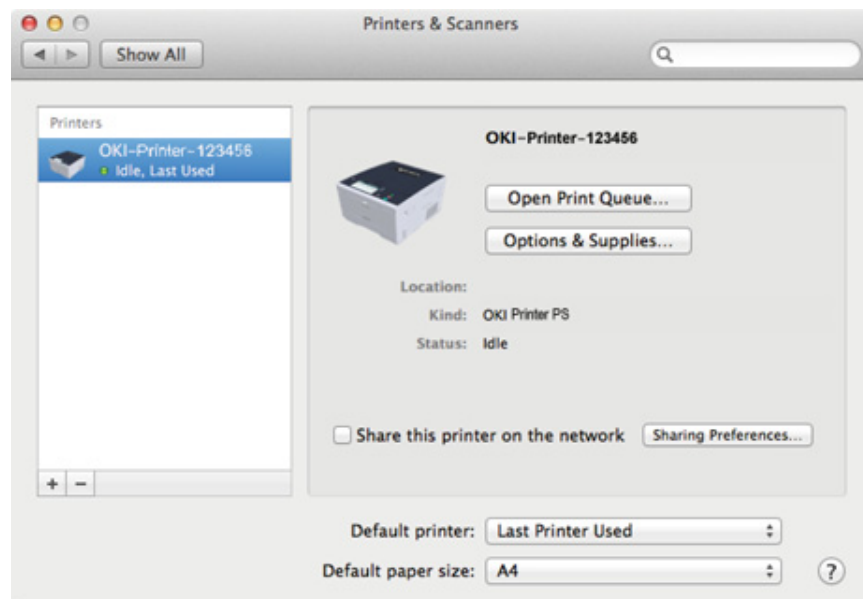 Printers & Scanners
Show All
Printers
OKI-Printer-123456
Idle, Last Used
OKI-Printer-123456
Open Print Queue...
Options & Supplies...
Location:
Kind: OKI Printer PS
Status: Idle
Share this printer on the network Sharing Preferences...
+ −
Default printer: Last Printer Used
Default paper size: A4 ?